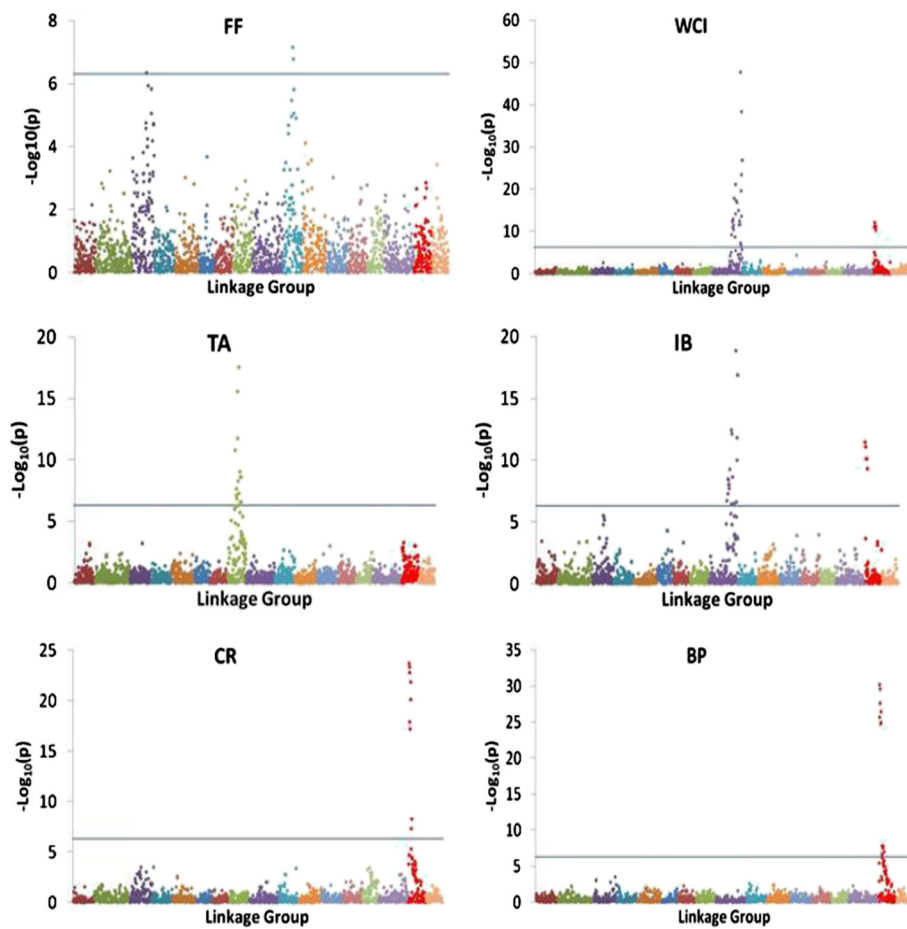 FF
-Log10(p)
8
6
4
2
0
Linkage Group
WCI
-Log₁₀(p)
60
50
40
30
20
10
0
Linkage Group
TA
-Log₁₀(p)
20
15
10
5
0
Linkage Group
IB
-Log₁₀(p)
20
15
10
5
0
Linkage Group
CR
-Log₁₀(p)
25
20
15
10
5
0
Linkage Group
BP
-Log₁₀(p)
35
30
25
20
15
10
5
0
Linkage Group